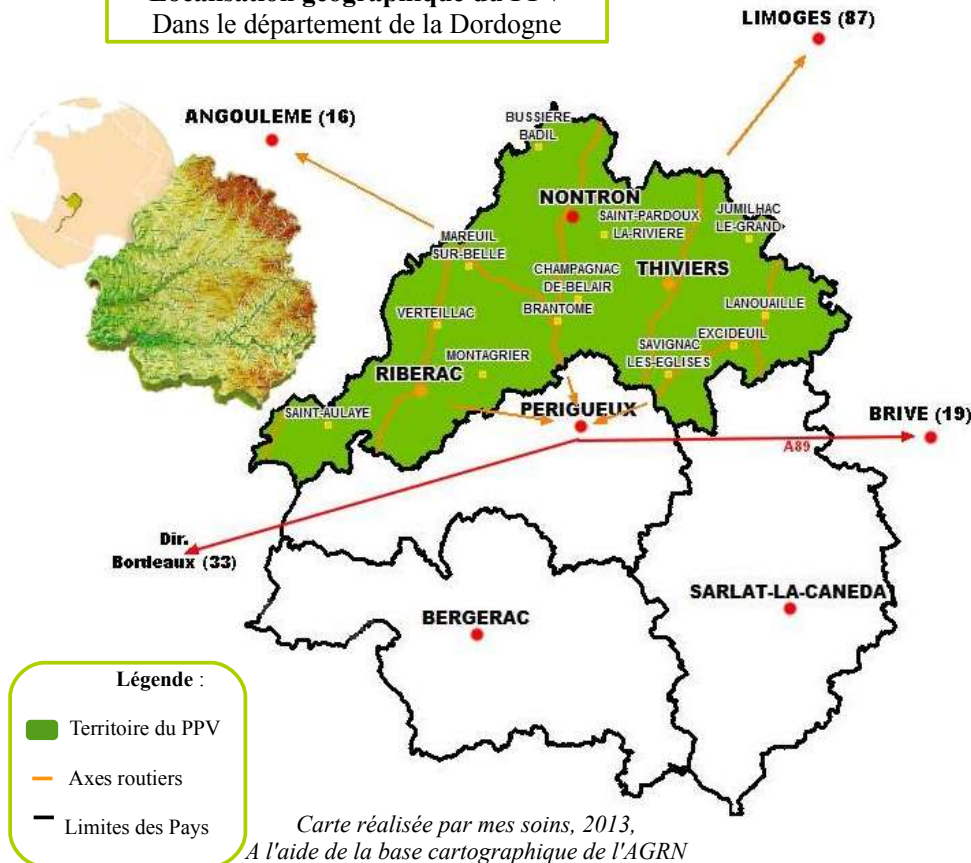 Localisation géographique du PPV
Dans le département de la Dordogne
LIMOGES (87)
ANGOULEME (16)
BUSSIERE
BADIL
NONTRON
SAINT-PARDOUX
LA-RIVIERE
JUMILHAC
LE-GRAND
MAREUIL
SUR-BELLE
CHAMPAGNAC
DE-BELAIR
THIVIERS
VERTEILLAC
BRANTOME
LANOUAILLE
EXCIDEUIL
SAVIGNAC
LES-EGLISES
MONTAGRIER
RIBERAC
SAINT-AULAYE
PERIGUEUX
BRIVE (19)
A89
Dir.
Bordeaux (33)
SARLAT-LA-CANEDA
BERGERAC
Légende :
Territoire du PPV
Axes routiers
Limites des Pays
Carte réalisée par mes soins, 2013,
A l'aide de la base cartographique de l'AGRN